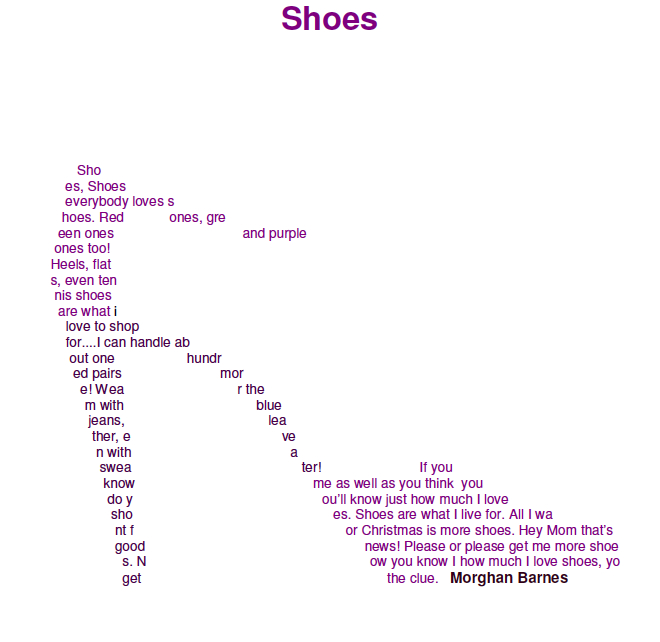 Shoes
Sho
es, Shoes
everybody loves s
hoes. Red ones, gre
een ones and purple
ones too!
Heels, flat
s, even ten
nis shoes
are what i
love to shop
for....I can handle ab
out one hundr
ed pairs mor
e! Wea r the
m with blue
jeans, lea
ther, e ve
n with a
swea ter! If you
know me as well as you think  you
do y ou'll know just how much I love
sho es. Shoes are what I live for. All I wa
nt f or Christmas is more shoes. Hey Mom that's
good news! Please or please get me more shoe
s. N ow you know I how much I love shoes, yo
get the clue. Morghan Barnes